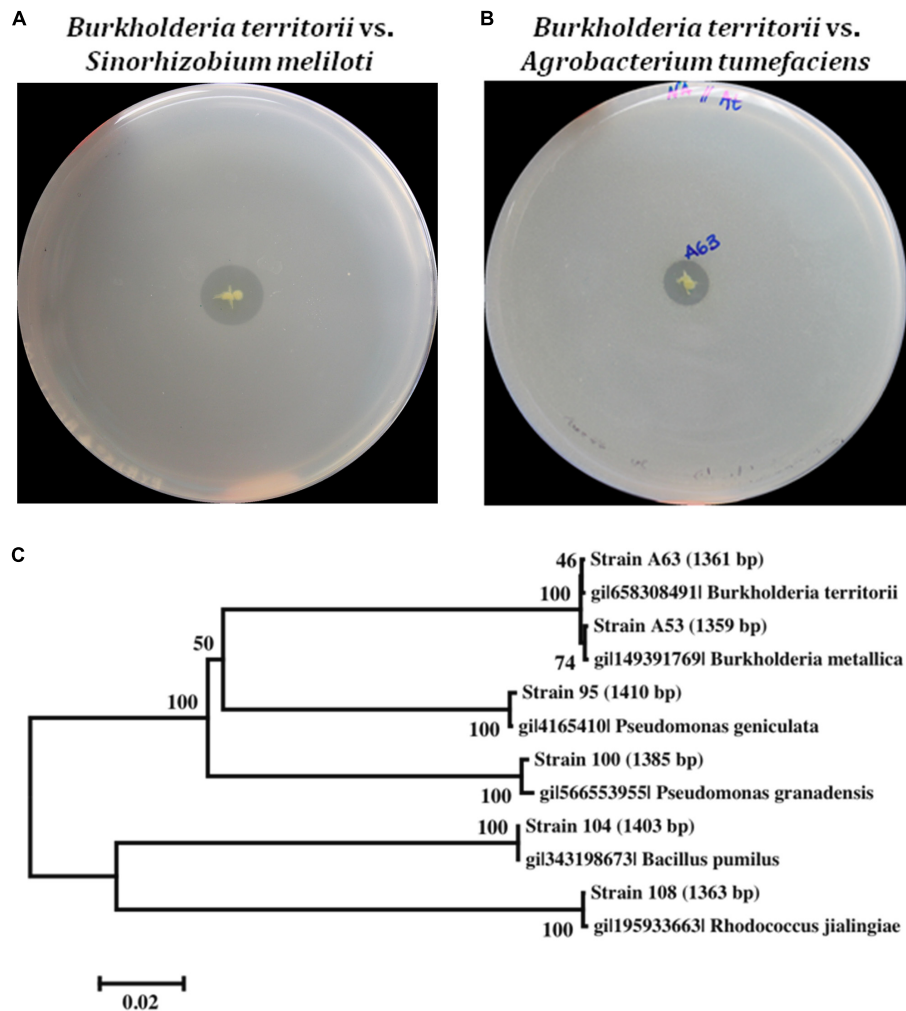 A
Burkholderia territorii vs.
Sinorhizobium meliloti
B
Burkholderia territorii vs.
Agrobacterium tumefaciens
NA // At
A63
C
46
Strain A63 (1361 bp)
100
gi|658308491| Burkholderia territorii
Strain A53 (1359 bp)
74
gi|149391769| Burkholderia metallica
50
100
Strain 95 (1410 bp)
100
gi|4165410| Pseudomonas geniculata
Strain 100 (1385 bp)
100
gi|566553955| Pseudomonas granadensis
100
Strain 104 (1403 bp)
gi|343198673| Bacillus pumilus
Strain 108 (1363 bp)
100
gi|195933663| Rhodococcus jialingiae
0.02